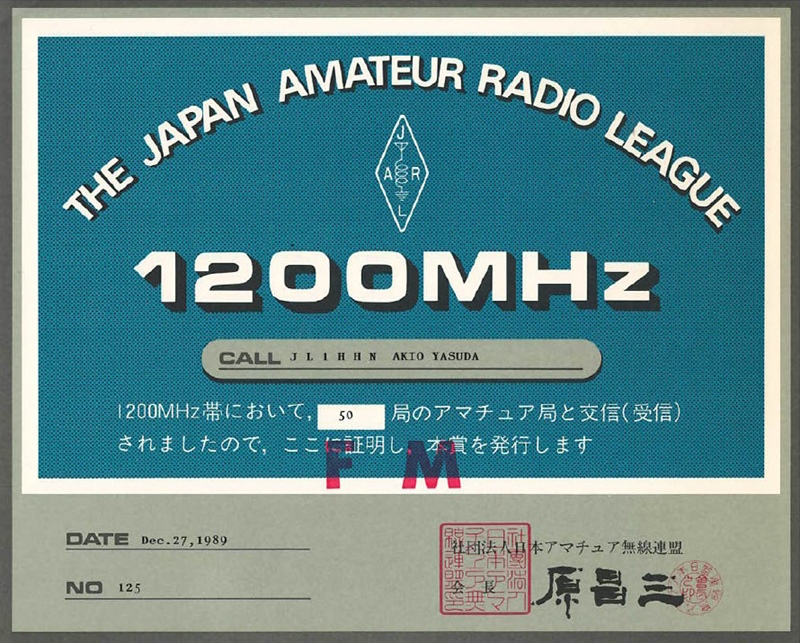 THE JAPAN AMATEUR RADIO LEAGUE
J
A R
L
1200MHz
CALL JL1HHN AKIO YASUDA
1200MHz帯において, 50 局のアマチュア局と交信(受信)
されましたので, ここに証明し, 本賞を発行します
FM
DATE Dec.27,1989
社団法人日本アマチュア無線連盟
NO 125
会長 原昌三